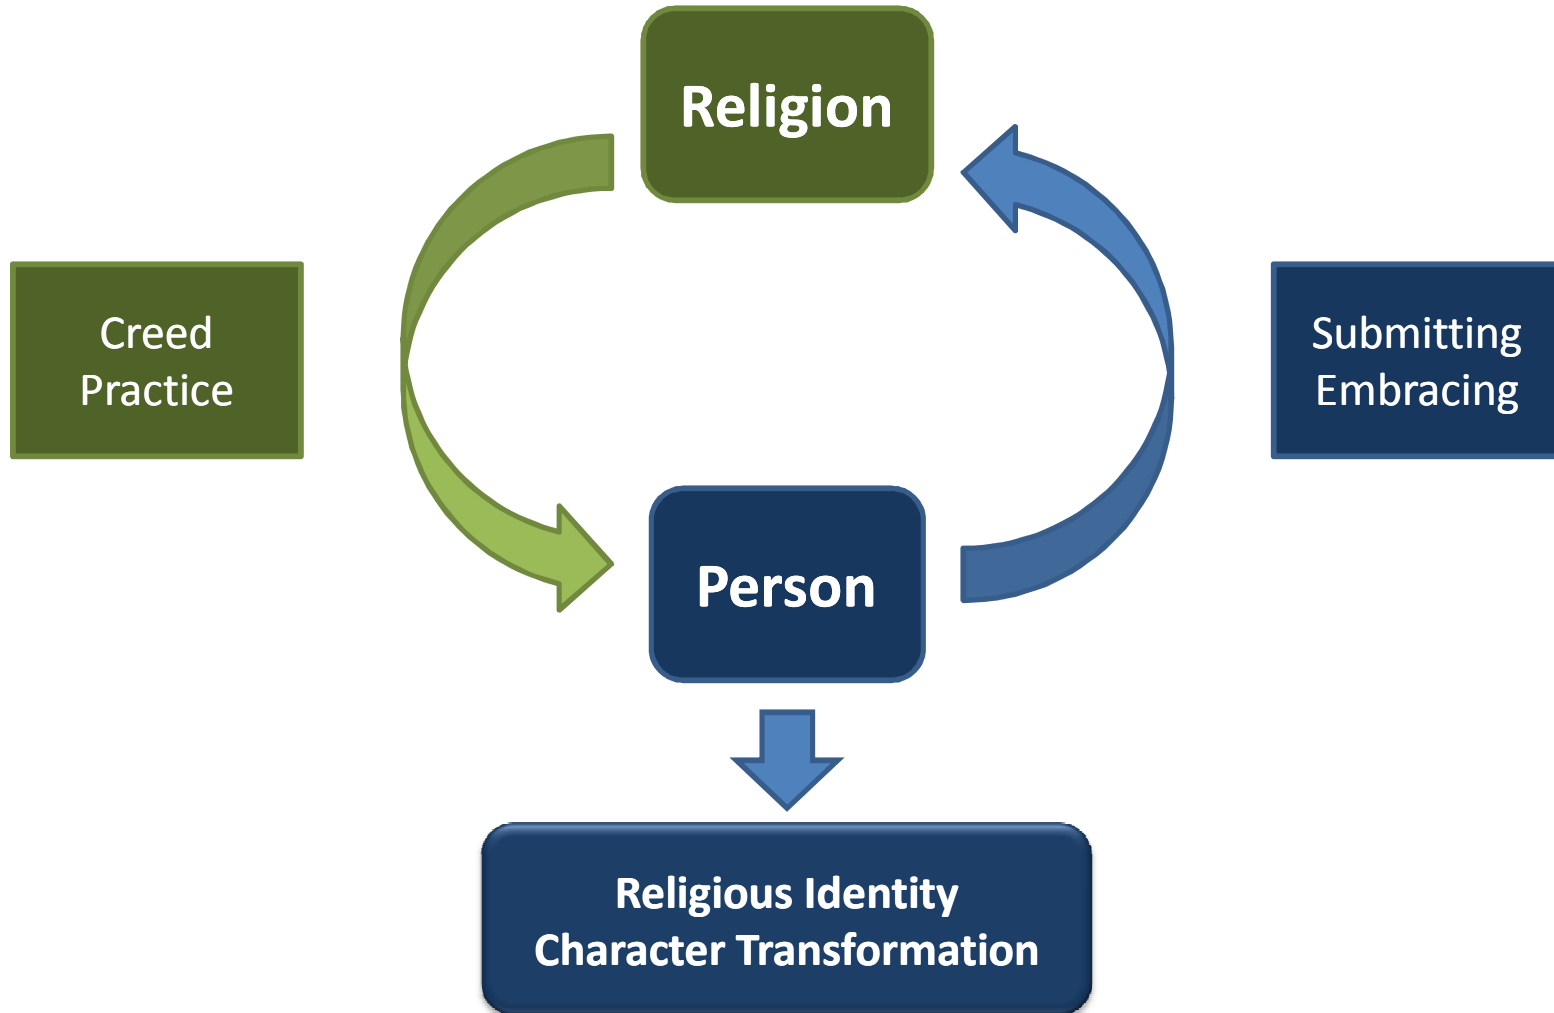 Religion
Creed
Practice
Submitting
Embracing
Person
Religious Identity
Character Transformation